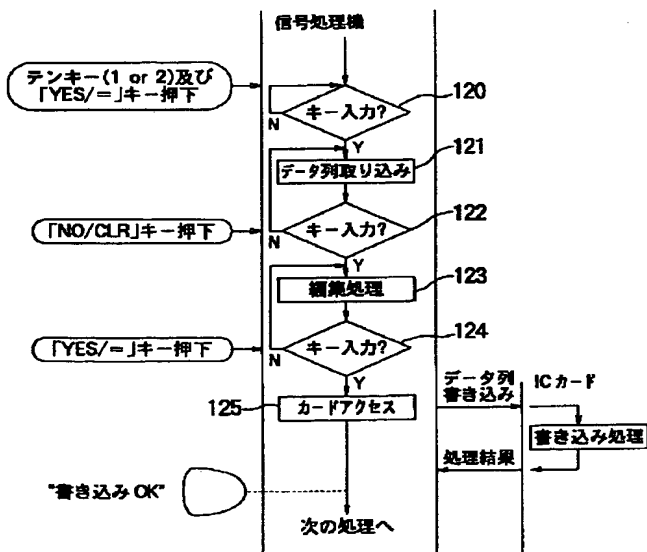 信号処理機
テンキー(1 or 2)及び
「YES/=」キー押下
キー入力?
120
N
Y
121
データ列取り込み
「NO/CLR」キー押下
キー入力?
122
N
Y
123
編集処理
「YES/=」キー押下
キー入力?
124
N
Y
125
カードアクセス
データ列
書き込み
ICカード
書き込み処理
処理結果
"書き込みOK"
次の処理へ